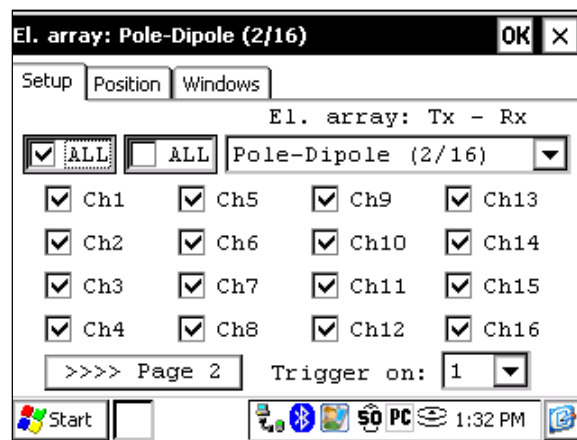 El. array: Pole-Dipole (2/16) OK ×
Setup Position Windows
El. array: Tx - Rx
ALL ALL Pole-Dipole (2/16)
Ch1 Ch5 Ch9 Ch13
Ch2 Ch6 Ch10 Ch14
Ch3 Ch7 Ch11 Ch15
Ch4 Ch8 Ch12 Ch16
>>>> Page 2 Trigger on: 1
Start 50 PC 1:32 PM